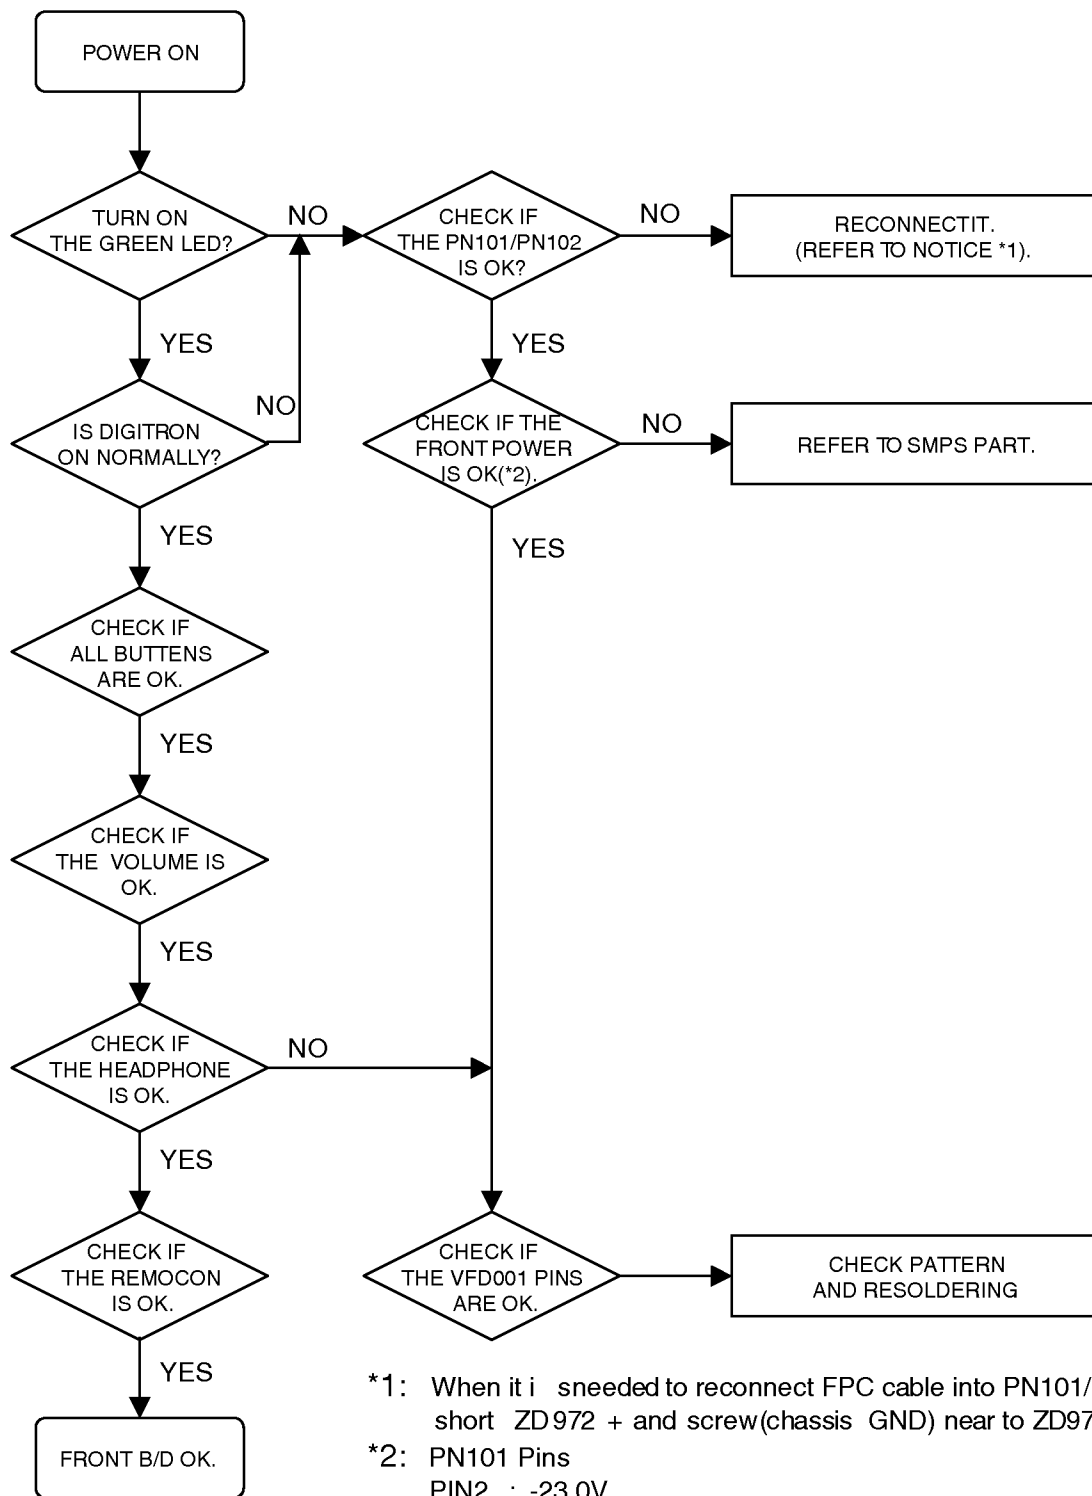 POWER ON
TURN ON
THE GREEN LED?
NO
CHECK IF
THE PN101/PN102
IS OK?
NO
RECONNECTIT.
(REFER TO NOTICE *1).
YES
YES
IS DIGITRON
ON NORMALLY?
NO
CHECK IF THE
FRONT POWER
IS OK(*2).
NO
REFER TO SMPS PART.
YES
YES
CHECK IF
ALL BUTTENS
ARE OK.
YES
CHECK IF
THE VOLUME IS
OK.
YES
CHECK IF
THE HEADPHONE
IS OK.
NO
YES
CHECK IF
THE REMOCON
IS OK.
CHECK IF
THE VFD001 PINS
ARE OK.
CHECK PATTERN
AND RESOLDERING
YES
FRONT B/D OK.
*1: When it i sneeded to reconnect FPC cable into PN101/
short ZD972 + and screw(chassis GND) near to ZD97
*2: PN101 Pins
PIN2 : -23.0V